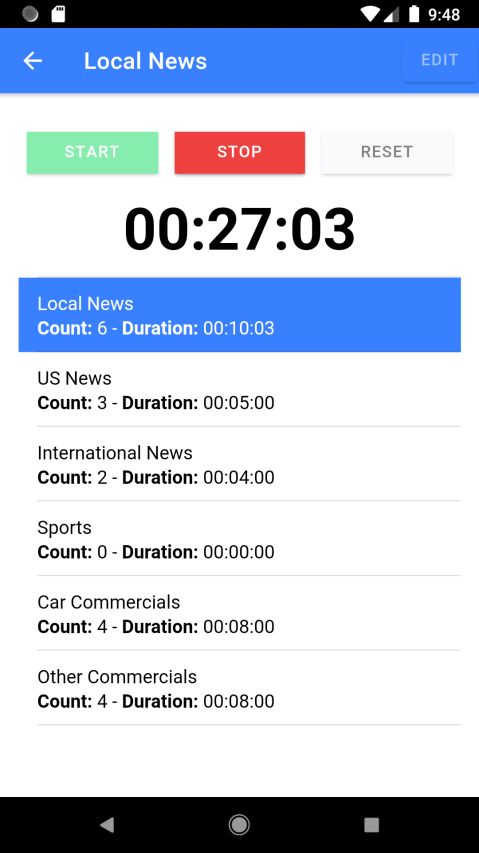 9:48
Local News
EDIT
START
STOP
RESET
00:27:03
Local News
Count: 6 - Duration: 00:10:03
US News
Count: 3 - Duration: 00:05:00
International News
Count: 2 - Duration: 00:04:00
Sports
Count: 0 - Duration: 00:00:00
Car Commercials
Count: 4 - Duration: 00:08:00
Other Commercials
Count: 4 - Duration: 00:08:00